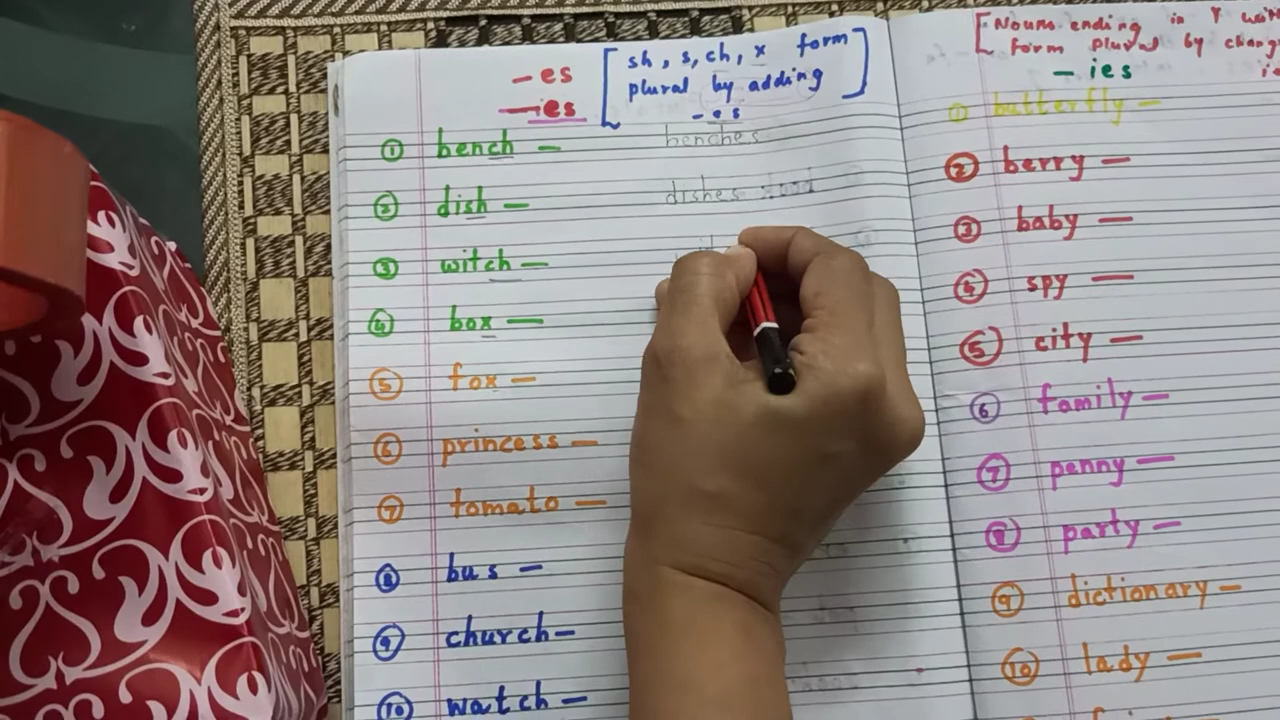 - es
- ies
sh, s, ch, x form
plural by adding
- es
① bench - benches
② dish - dishes
③ witch -
④ box -
⑤ fox -
⑥ princess -
⑦ tomato -
⑧ bus -
⑨ church -
⑩ watch -
Nouns ending in Y
form plural by
- ies
① butterfly -
② berry -
③ baby -
④ spy -
⑤ city -
⑥ family -
⑦ penny -
⑧ party -
⑨ dictionary -
⑩ lady -